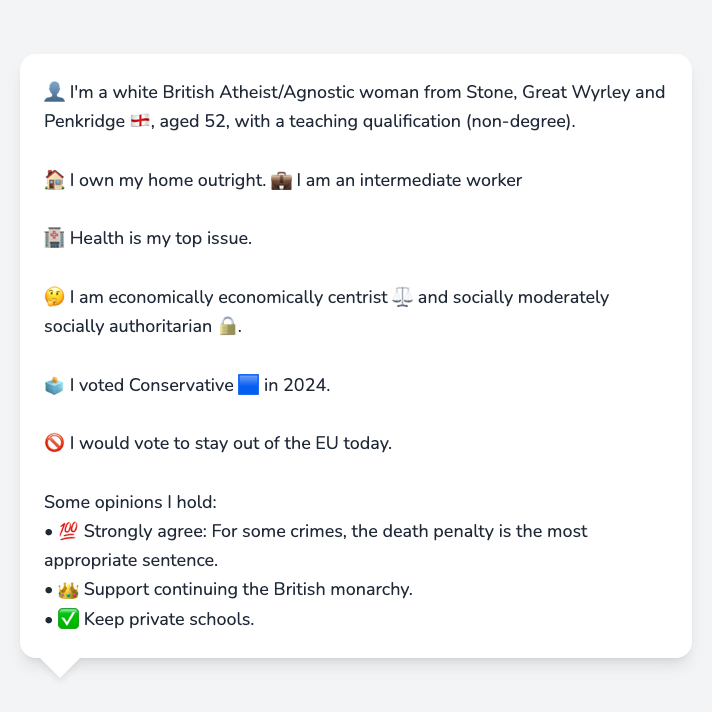 👤 I'm a white British Atheist/Agnostic woman from Stone, Great Wyrley and
Penkridge 🏴󠁧󠁢󠁥󠁮󠁧󠁿, aged 52, with a teaching qualification (non-degree).
🏠 I own my home outright. 💼 I am an intermediate worker
🏥 Health is my top issue.
🤔 I am economically economically centrist ⚖️ and socially moderately
socially authoritarian 🔒.
🗳️ I voted Conservative 🟦 in 2024.
🚫 I would vote to stay out of the EU today.
Some opinions I hold:
• 💯 Strongly agree: For some crimes, the death penalty is the most
appropriate sentence.
• 👑 Support continuing the British monarchy.
• ✅ Keep private schools.